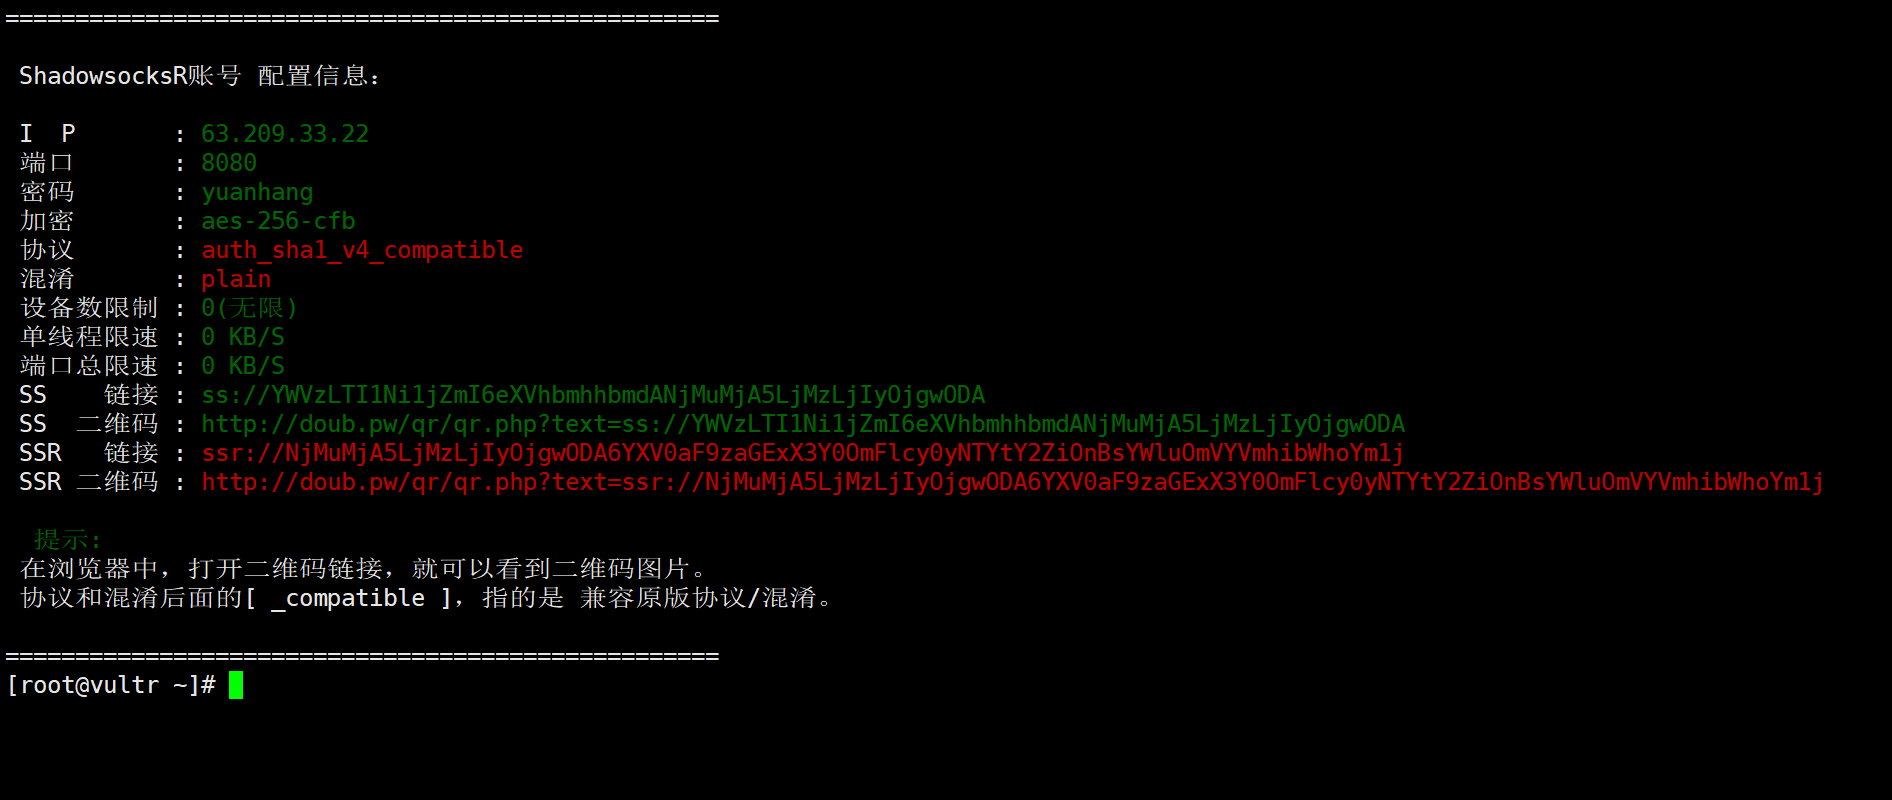 ===================================================
ShadowsocksR账号 配置信息：
I  P       : 63.209.33.22
端口       : 8080
密码       : yuanhang
加密       : aes-256-cfb
协议       : auth_sha1_v4_compatible
混淆       : plain
设备数限制 : 0(无限)
单线程限速 : 0 KB/S
端口总限速 : 0 KB/S
SS    链接 : ss://YWVzLTI1Ni1jZmI6eXVhbmhhbmdANjMuMjA5LjMzLjIyOjgwODA
SS  二维码 : http://doub.pw/qr/qr.php?text=ss://YWVzLTI1Ni1jZmI6eXVhbmhhbmdANjMuMjA5LjMzLjIyOjgwODA
SSR   链接 : ssr://NjMuMjA5LjMzLjIyOjgwODA6YXV0aF9zaGExX3Y0OmFlcy0yNTYtY2ZiOnBsYWluOmVYVmhibWhoYm1j
SSR 二维码 : http://doub.pw/qr/qr.php?text=ssr://NjMuMjA5LjMzLjIyOjgwODA6YXV0aF9zaGExX3Y0OmFlcy0yNTYtY2ZiOnBsYWluOmVYVmhibWhoYm1j
提示:
在浏览器中，打开二维码链接，就可以看到二维码图片。
协议和混淆后面的[ _compatible ]，指的是 兼容原版协议/混淆。
===================================================
[root@vultr ~]#